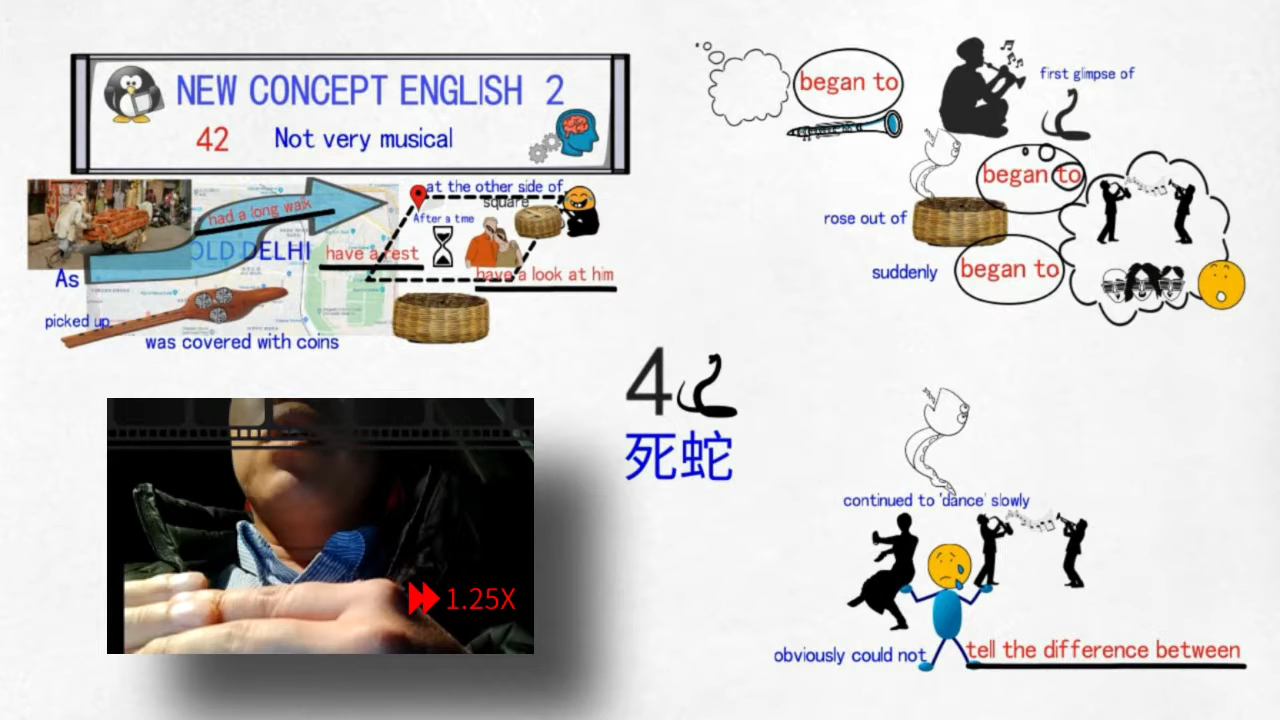 NEW CONCEPT ENGLISH 2
42 Not very musical
had a long walk
OLD DELHI
As
at the other side of
square
After a time
have a rest
have a look at him
picked up
was covered with coins
began to
first glimpse of
began to
rose out of
suddenly
began to
4
死蛇
1.25X
continued to 'dance' slowly
obviously could not
tell the difference between